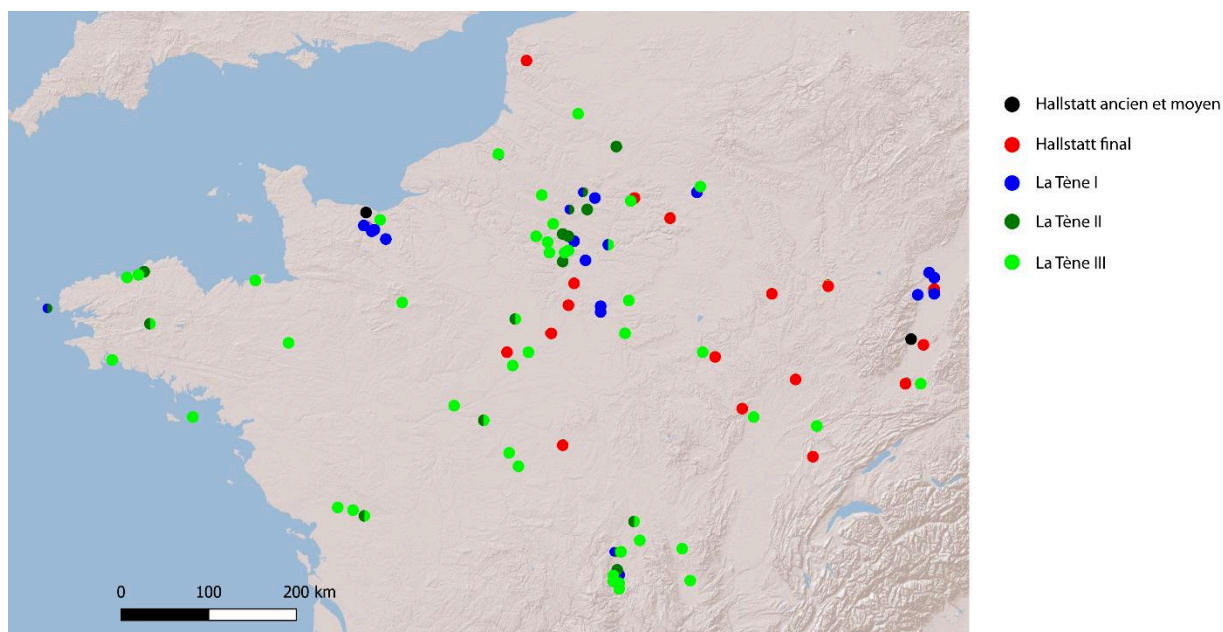 Hallstatt ancien et moyen
Hallstatt final
La Tène I
La Tène II
La Tène III
0 100 200 km